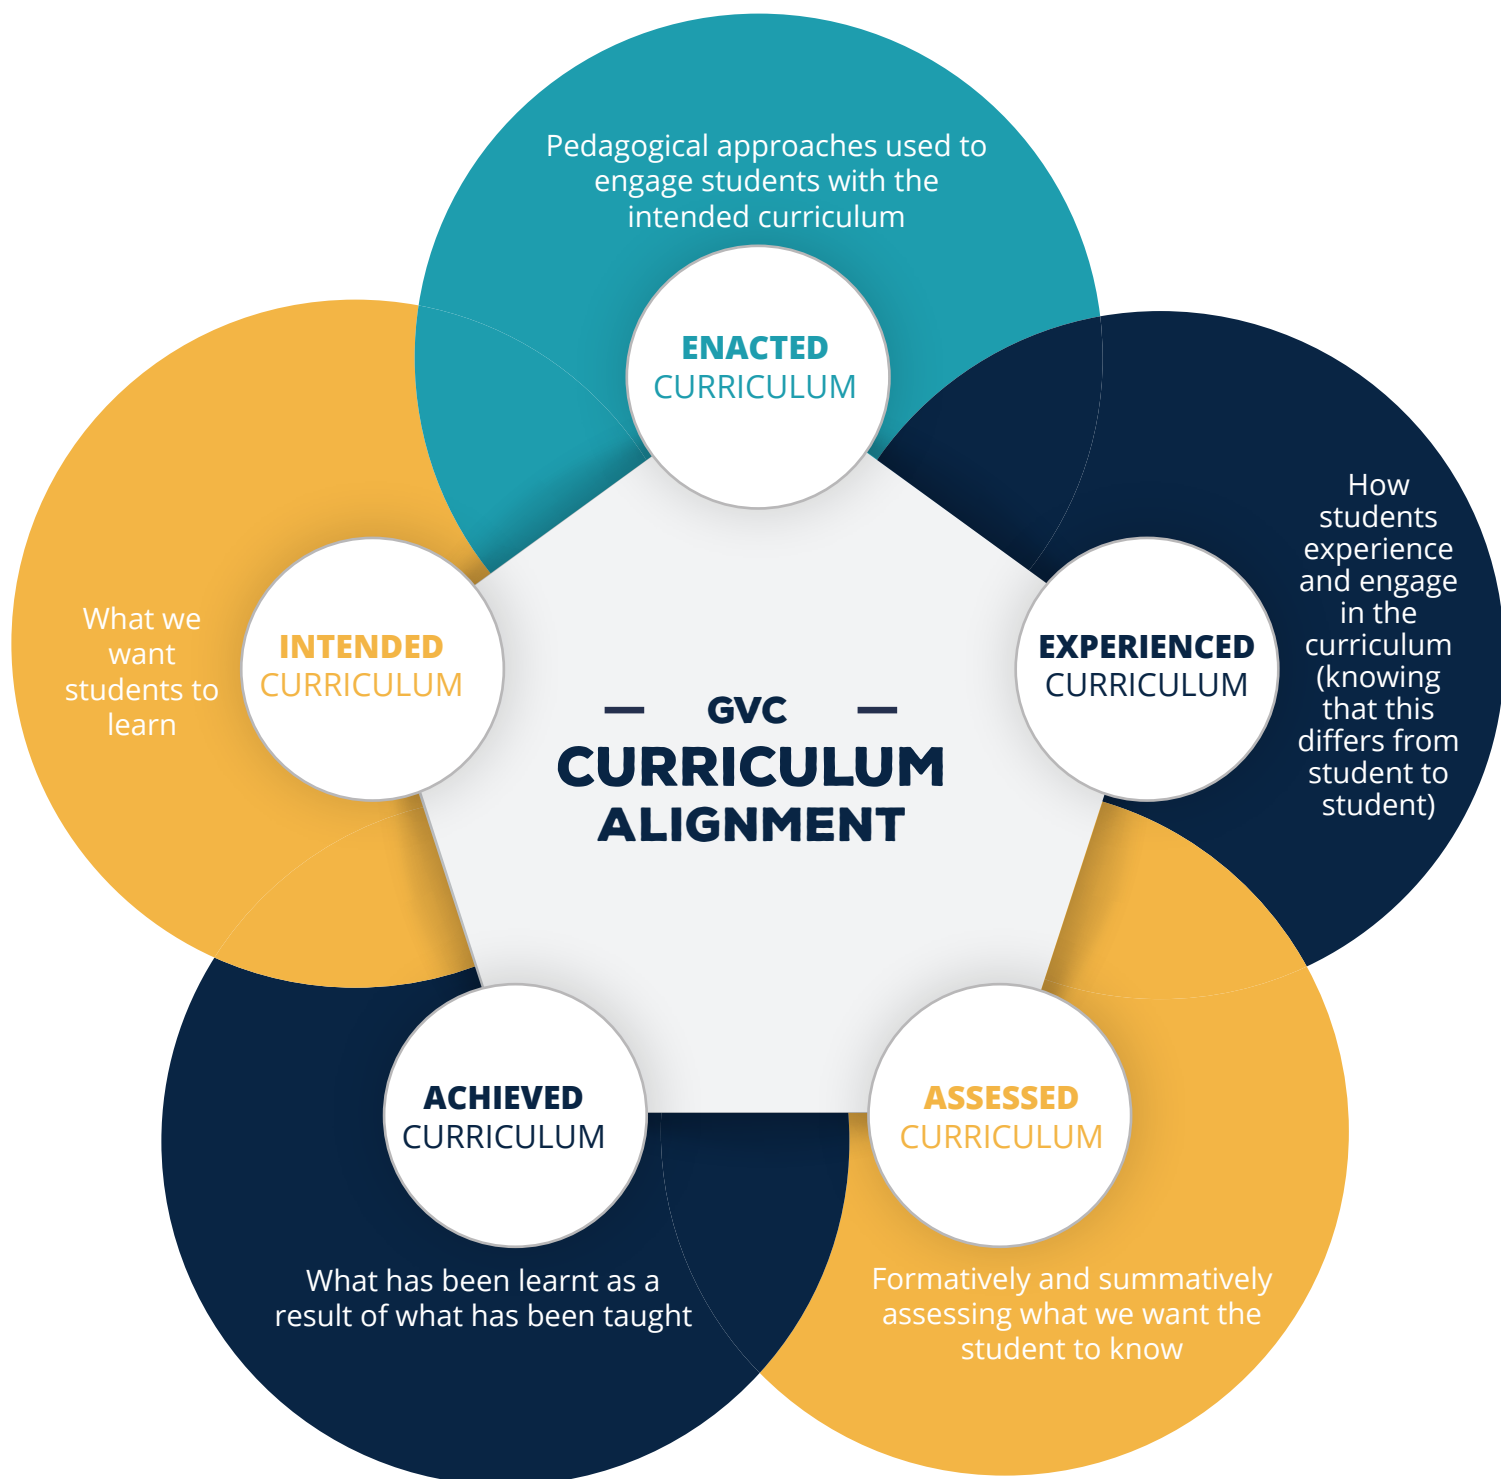 Pedagogical approaches used to
engage students with the
intended curriculum
ENACTED
CURRICULUM
What we
want
students to
learn
INTENDED
CURRICULUM
EXPERIENCED
CURRICULUM
How
students
experience
and engage
in the
curriculum
(knowing
that this
differs from
student to
student)
— GVC —
CURRICULUM
ALIGNMENT
ACHIEVED
CURRICULUM
What has been learnt as a
result of what has been taught
ASSESSED
CURRICULUM
Formatively and summatively
assessing what we want the
student to know